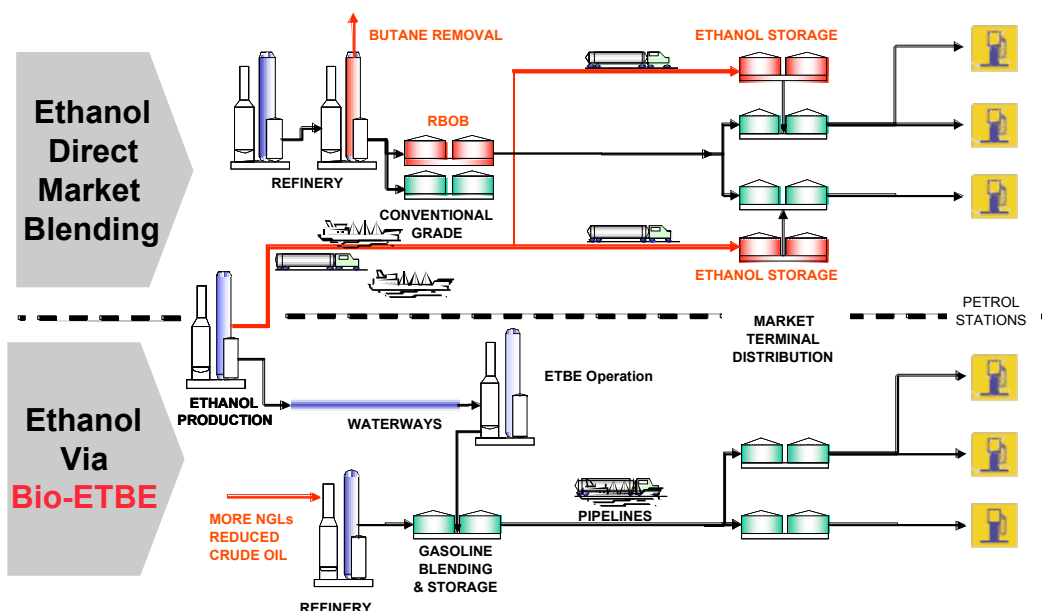 BUTANE REMOVAL
ETHANOL STORAGE
Ethanol
Direct
Market
Blending
RBOB
REFINERY
CONVENTIONAL
GRADE
ETHANOL STORAGE
PETROL
STATIONS
MARKET
TERMINAL
DISTRIBUTION
ETBE Operation
ETHANOL
PRODUCTION
WATERWAYS
Ethanol
Via
Bio-ETBE
MORE NGLs
REDUCED
CRUDE OIL
PIPELINES
GASOLINE
BLENDING
& STORAGE
REFINERY